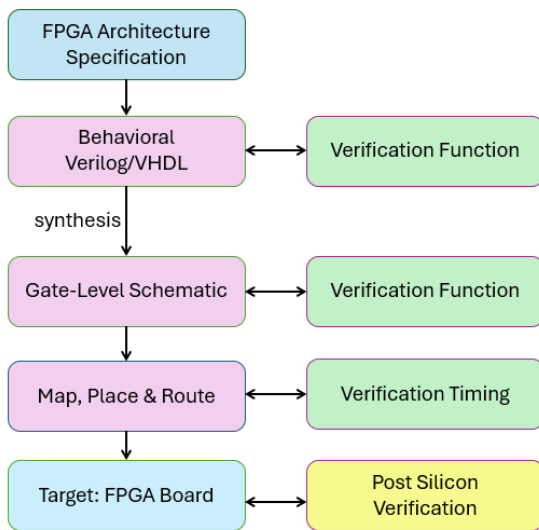 FPGA Architecture
Specification
Behavioral
Verilog/VHDL
Verification Function
synthesis
Gate-Level Schematic
Verification Function
Map, Place & Route
Verification Timing
Target: FPGA Board
Post Silicon
Verification